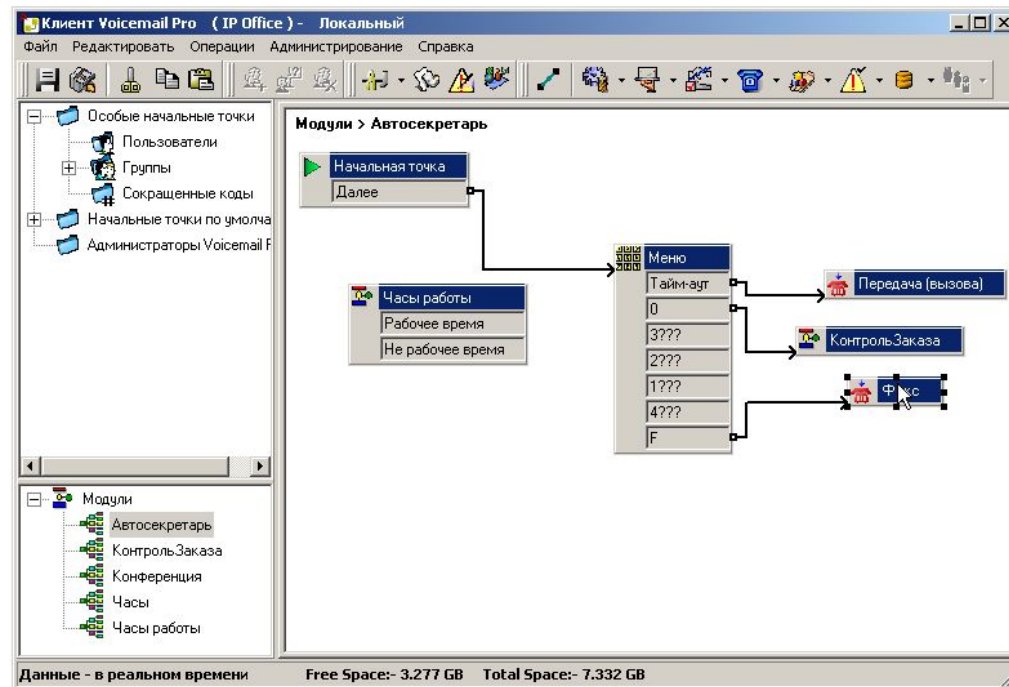 Клиент Voicemail Pro ( IP Office ) - Локальный
Файл Редактировать Операции Администрирование Справка
Особые начальные точки
Пользователи
Группы
Сокращенные коды
Начальные точки по умолча
Администраторы Voicemail F
Модули > Автосекретарь
Начальная точка
Далее
Часы работы
Рабочее время
Не рабочее время
Меню
Тайм-аут
0
3???
2???
1???
4???
F
Передача (вызова)
КонтрольЗаказа
Модули
Автосекретарь
КонтрольЗаказа
Конференция
Часы
Часы работы
Данные - в реальном времени Free Space:- 3.277 GB Total Space:- 7.332 GB